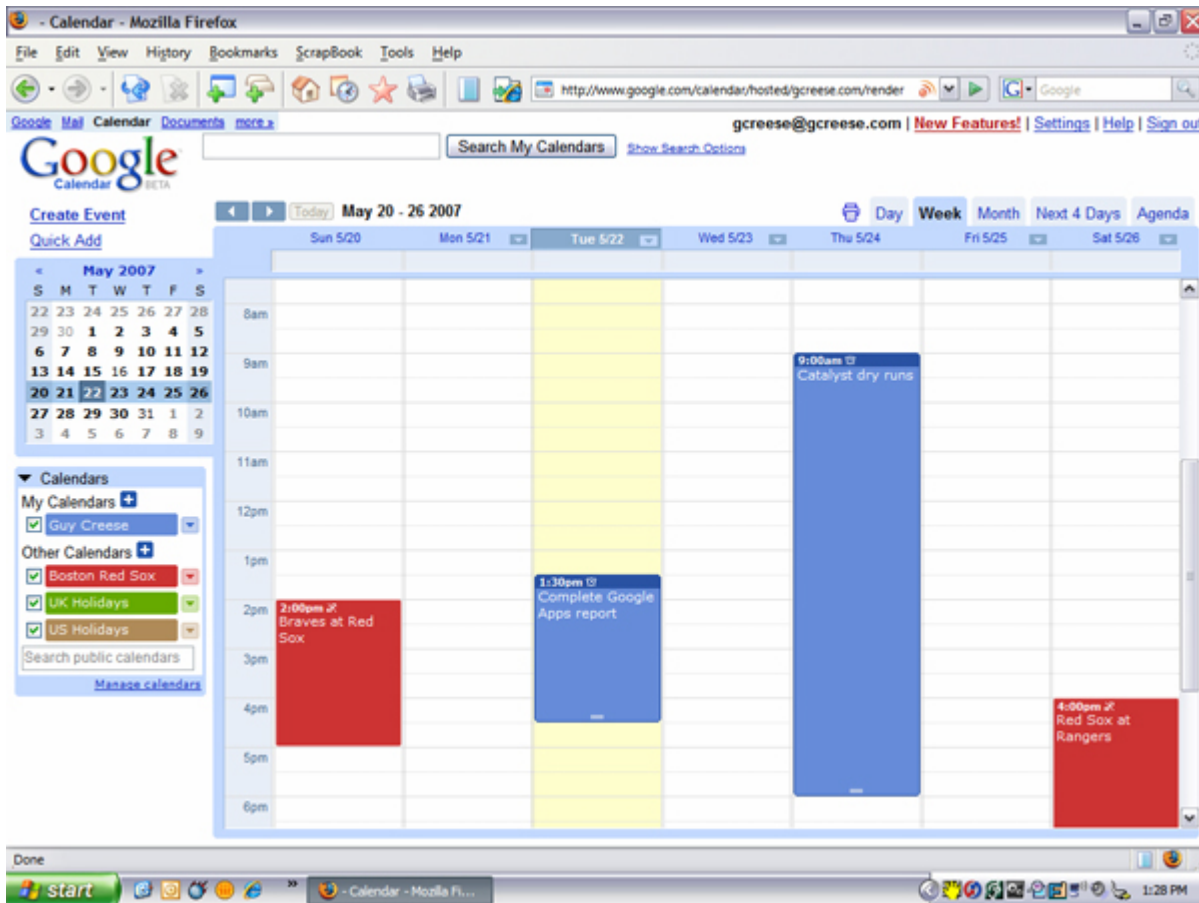 - Calendar - Mozilla Firefox
File Edit View History Bookmarks ScrapBook Tools Help
http://www.google.com/calendar/hosted/gcreese.com/render
G Google
Google Mail Calendar Documents more »
gcreese@gcreese.com | New Features! | Settings | Help | Sign out
Google Calendar BETA
Search My Calendars Show Search Options
Create Event
Quick Add
Today May 20 - 26 2007
Day Week Month Next 4 Days Agenda
Sun 5/20 Mon 5/21 Tue 5/22 Wed 5/23 Thu 5/24 Fri 5/25 Sat 5/26
« May 2007 »
S M T W T F S
22 23 24 25 26 27 28
29 30 1 2 3 4 5
6 7 8 9 10 11 12
13 14 15 16 17 18 19
20 21 22 23 24 25 26
27 28 29 30 31 1 2
3 4 5 6 7 8 9
Calendars
My Calendars
Guy Creese
Other Calendars
Boston Red Sox
UK Holidays
US Holidays
Search public calendars
Manage calendars
8am
9am
10am
11am
12pm
1pm
2pm
3pm
4pm
5pm
6pm
2:00pm
Braves at Red
Sox
1:30pm
Complete Google
Apps report
9:00am
Catalyst dry runs
4:00pm
Red Sox at
Rangers
Done
start
»
- Calendar - Mozilla Fi...
1:28 PM